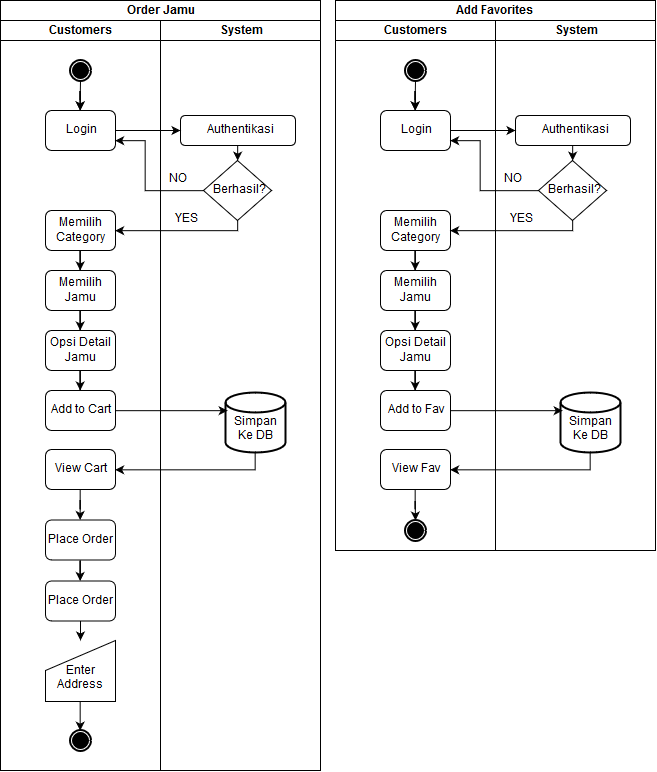 Order Jamu
Customers
System
Login
Authentikasi
Berhasil?
NO
YES
Memilih
Category
Memilih
Jamu
Opsi Detail
Jamu
Add to Cart
Simpan
Ke DB
View Cart
Place Order
Place Order
Enter
Address
Add Favorites
Customers
System
Login
Authentikasi
Berhasil?
NO
YES
Memilih
Category
Memilih
Jamu
Opsi Detail
Jamu
Add to Fav
Simpan
Ke DB
View Fav